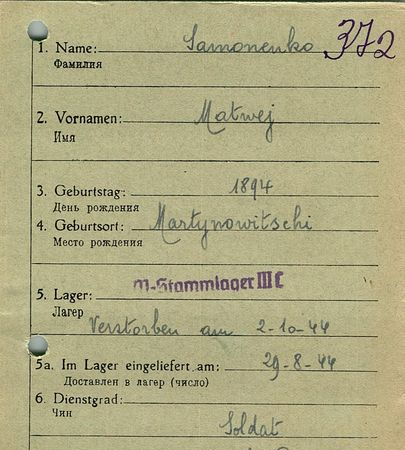 372
1. Name: Samonenko
Фамилия
2. Vornamen: Matwej
Имя
3. Geburtstag: 1894
День рождения
4. Geburtsort: Martynowitschi
Место рождения
M-Stammlager III C
5. Lager:
Лагер
Verstorben am 2-10-44
5a. Im Lager eingeliefert am: 29-8-44
Доставлен в лагер (число)
6. Dienstgrad:
Чин
Soldat